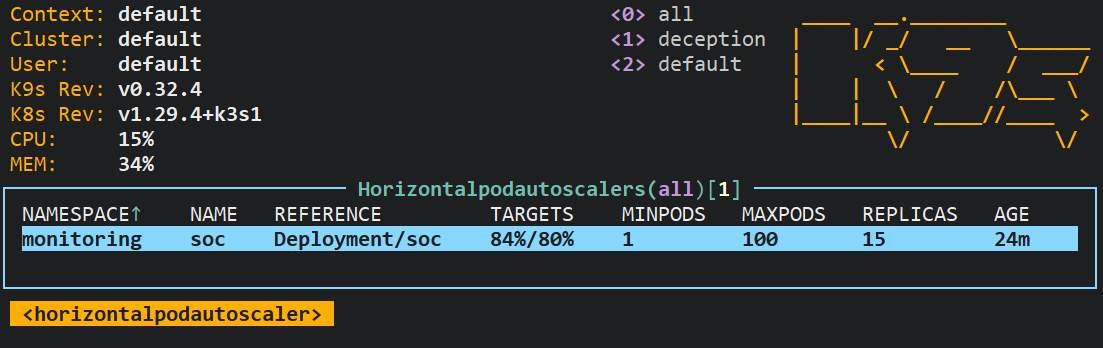 Context: default <0> all
Cluster: default <1> deception
User: default <2> default
K9s Rev: v0.32.4
K8s Rev: v1.29.4+k3s1
CPU: 15%
MEM: 34%
Horizontalpodautoscalers(all)[1]
NAMESPACE↑ NAME REFERENCE TARGETS MINPODS MAXPODS REPLICAS AGE
monitoring soc Deployment/soc 84%/80% 1 100 15 24m
<horizontalpodautoscaler>